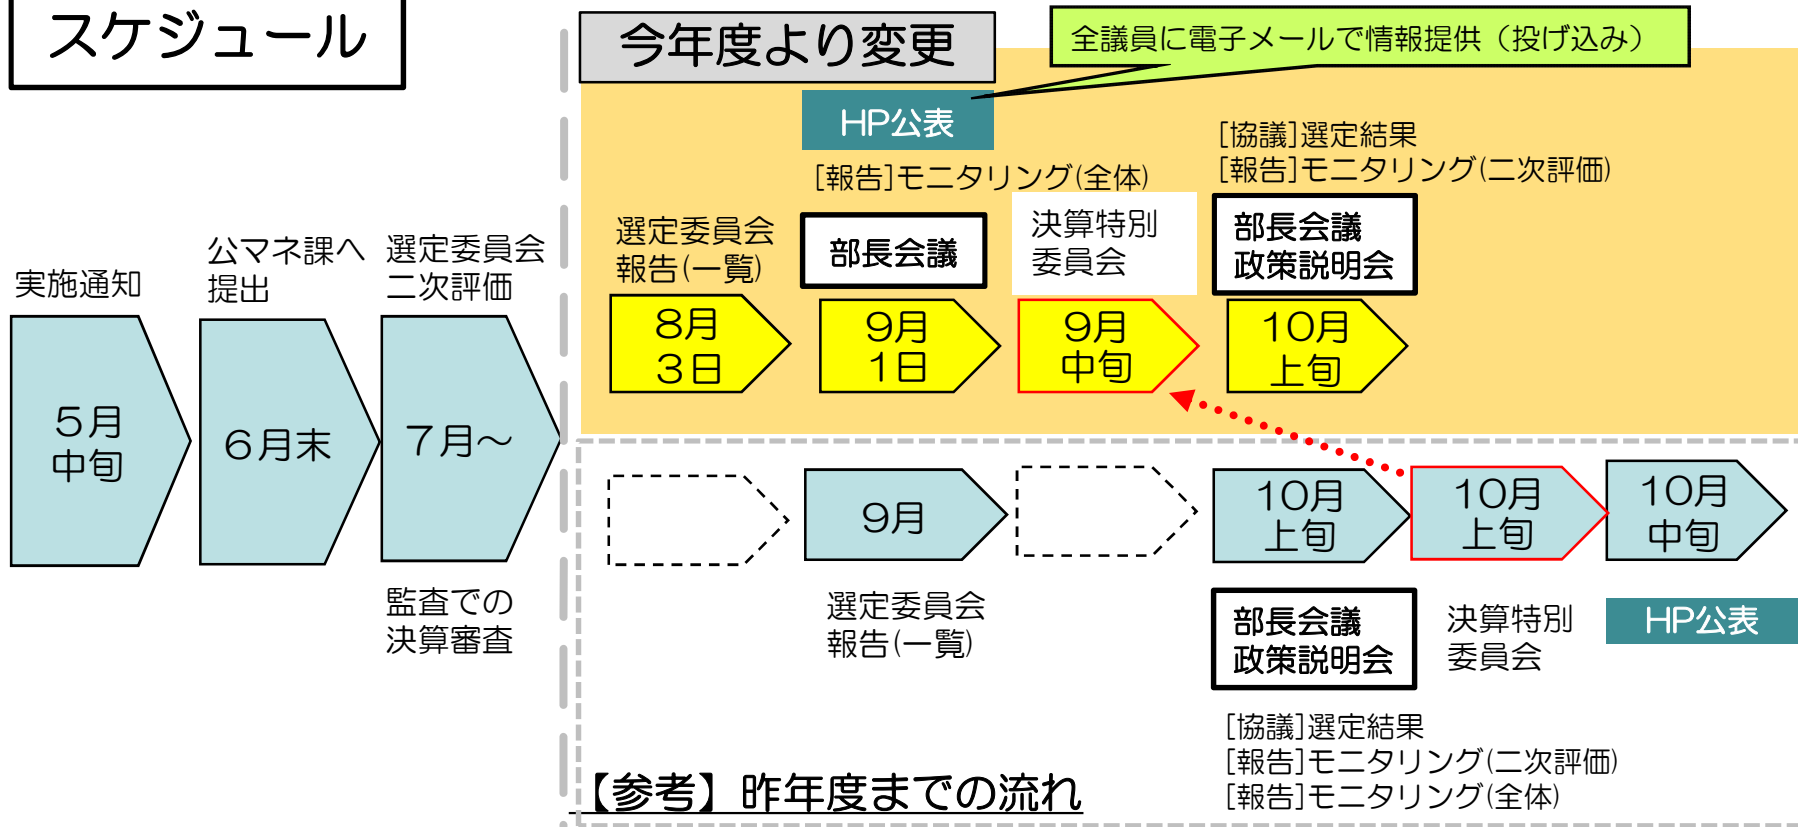 スケジュール
今年度より変更
全議員に電子メールで情報提供（投げ込み）
HP公表
[報告]モニタリング(全体)
[協議]選定結果
[報告]モニタリング(二次評価)
選定委員会
報告(一覧)
部長会議
決算特別
委員会
部長会議
政策説明会
8月
3日
9月
1日
9月
中旬
10月
上旬
実施通知
公マネ課へ
提出
選定委員会
二次評価
5月
中旬
6月末
7月～
監査での
決算審査
9月
10月
上旬
10月
上旬
10月
中旬
選定委員会
報告(一覧)
部長会議
政策説明会
決算特別
委員会
HP公表
[協議]選定結果
[報告]モニタリング(二次評価)
[報告]モニタリング(全体)
【参考】昨年度までの流れ